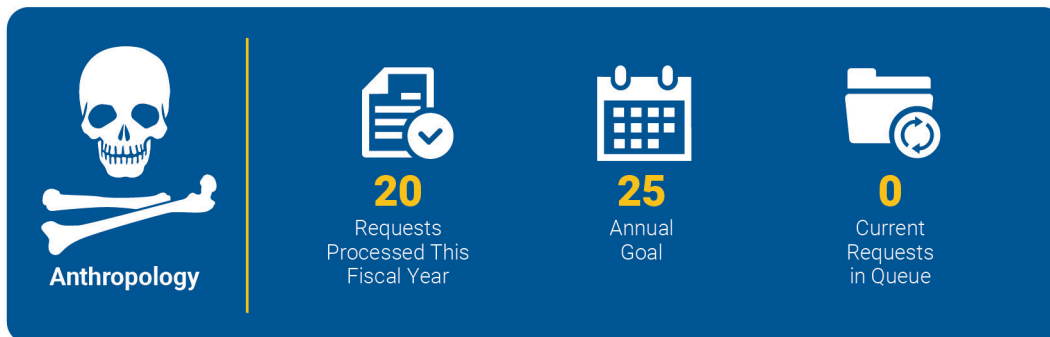 Anthropology
20
Requests
Processed This
Fiscal Year
25
Annual
Goal
0
Current
Requests
in Queue